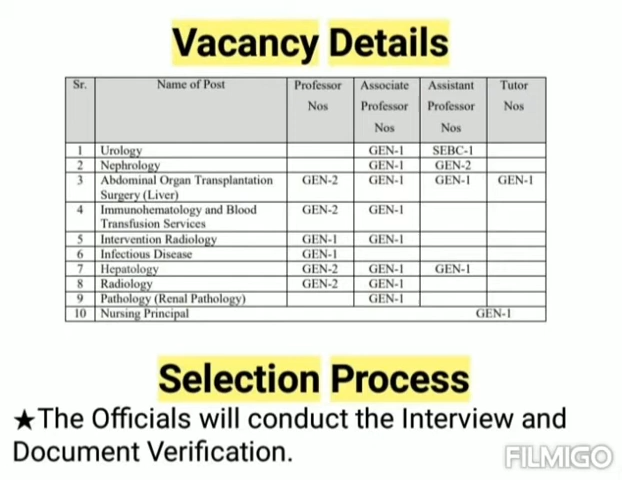 Vacancy Details
Sr. Name of Post Professor Nos Associate Professor Nos Assistant Professor Nos Tutor Nos
1 Urology GEN-1 SEBC-1
2 Nephrology GEN-1 GEN-2
3 Abdominal Organ Transplantation Surgery (Liver) GEN-2 GEN-1 GEN-1 GEN-1
4 Immunohematology and Blood Transfusion Services GEN-2 GEN-1
5 Intervention Radiology GEN-1 GEN-1
6 Infectious Disease GEN-1
7 Hepatology GEN-2 GEN-1 GEN-1
8 Radiology GEN-2 GEN-1
9 Pathology (Renal Pathology) GEN-1
10 Nursing Principal GEN-1
Selection Process
★The Officials will conduct the Interview and
Document Verification.
FILMIGO